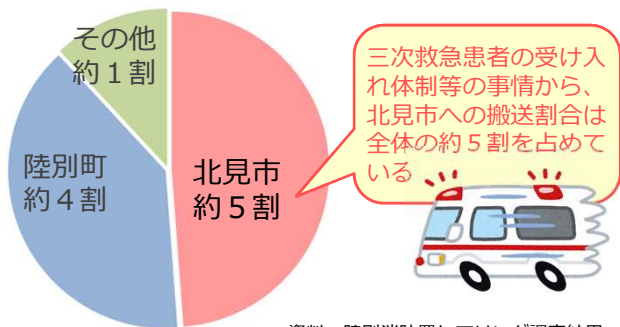 その他
約１割
陸別町
約４割
北見市
約５割
三次救急患者の受け入
れ体制等の事情から、
北見市への搬送割合は
全体の約５割を占めて
いる